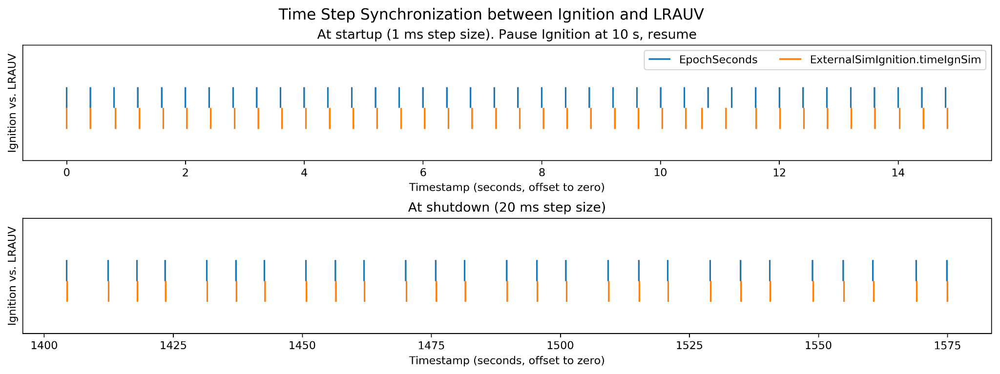 Time Step Synchronization between Ignition and LRAUV
At startup (1 ms step size). Pause Ignition at 10 s, resume
Ignition vs. LRAUV
EpochSeconds
ExternalSimIgnition.timeIgnSim
0 2 4 6 8 10 12 14
Timestamp (seconds, offset to zero)
At shutdown (20 ms step size)
Ignition vs. LRAUV
1400 1425 1450 1475 1500 1525 1550 1575
Timestamp (seconds, offset to zero)